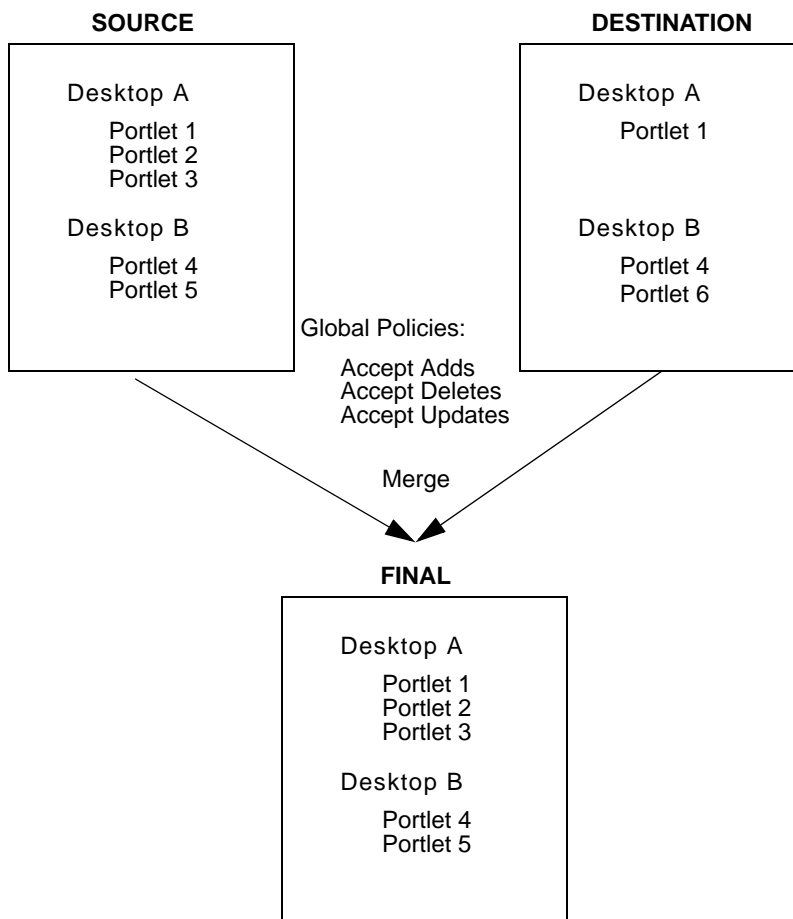 SOURCE
Desktop A
Portlet 1
Portlet 2
Portlet 3
Desktop B
Portlet 4
Portlet 5
DESTINATION
Desktop A
Portlet 1
Desktop B
Portlet 4
Portlet 6
Global Policies:
Accept Adds
Accept Deletes
Accept Updates
Merge
FINAL
Desktop A
Portlet 1
Portlet 2
Portlet 3
Desktop B
Portlet 4
Portlet 5